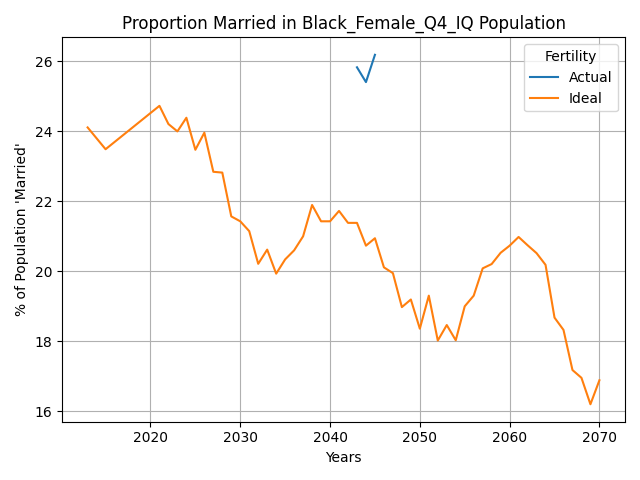 Proportion Married in Black_Female_Q4_IQ Population
% of Population 'Married'
26
24
22
20
18
16
Fertility
Actual
Ideal
2020 2030 2040 2050 2060 2070
Years